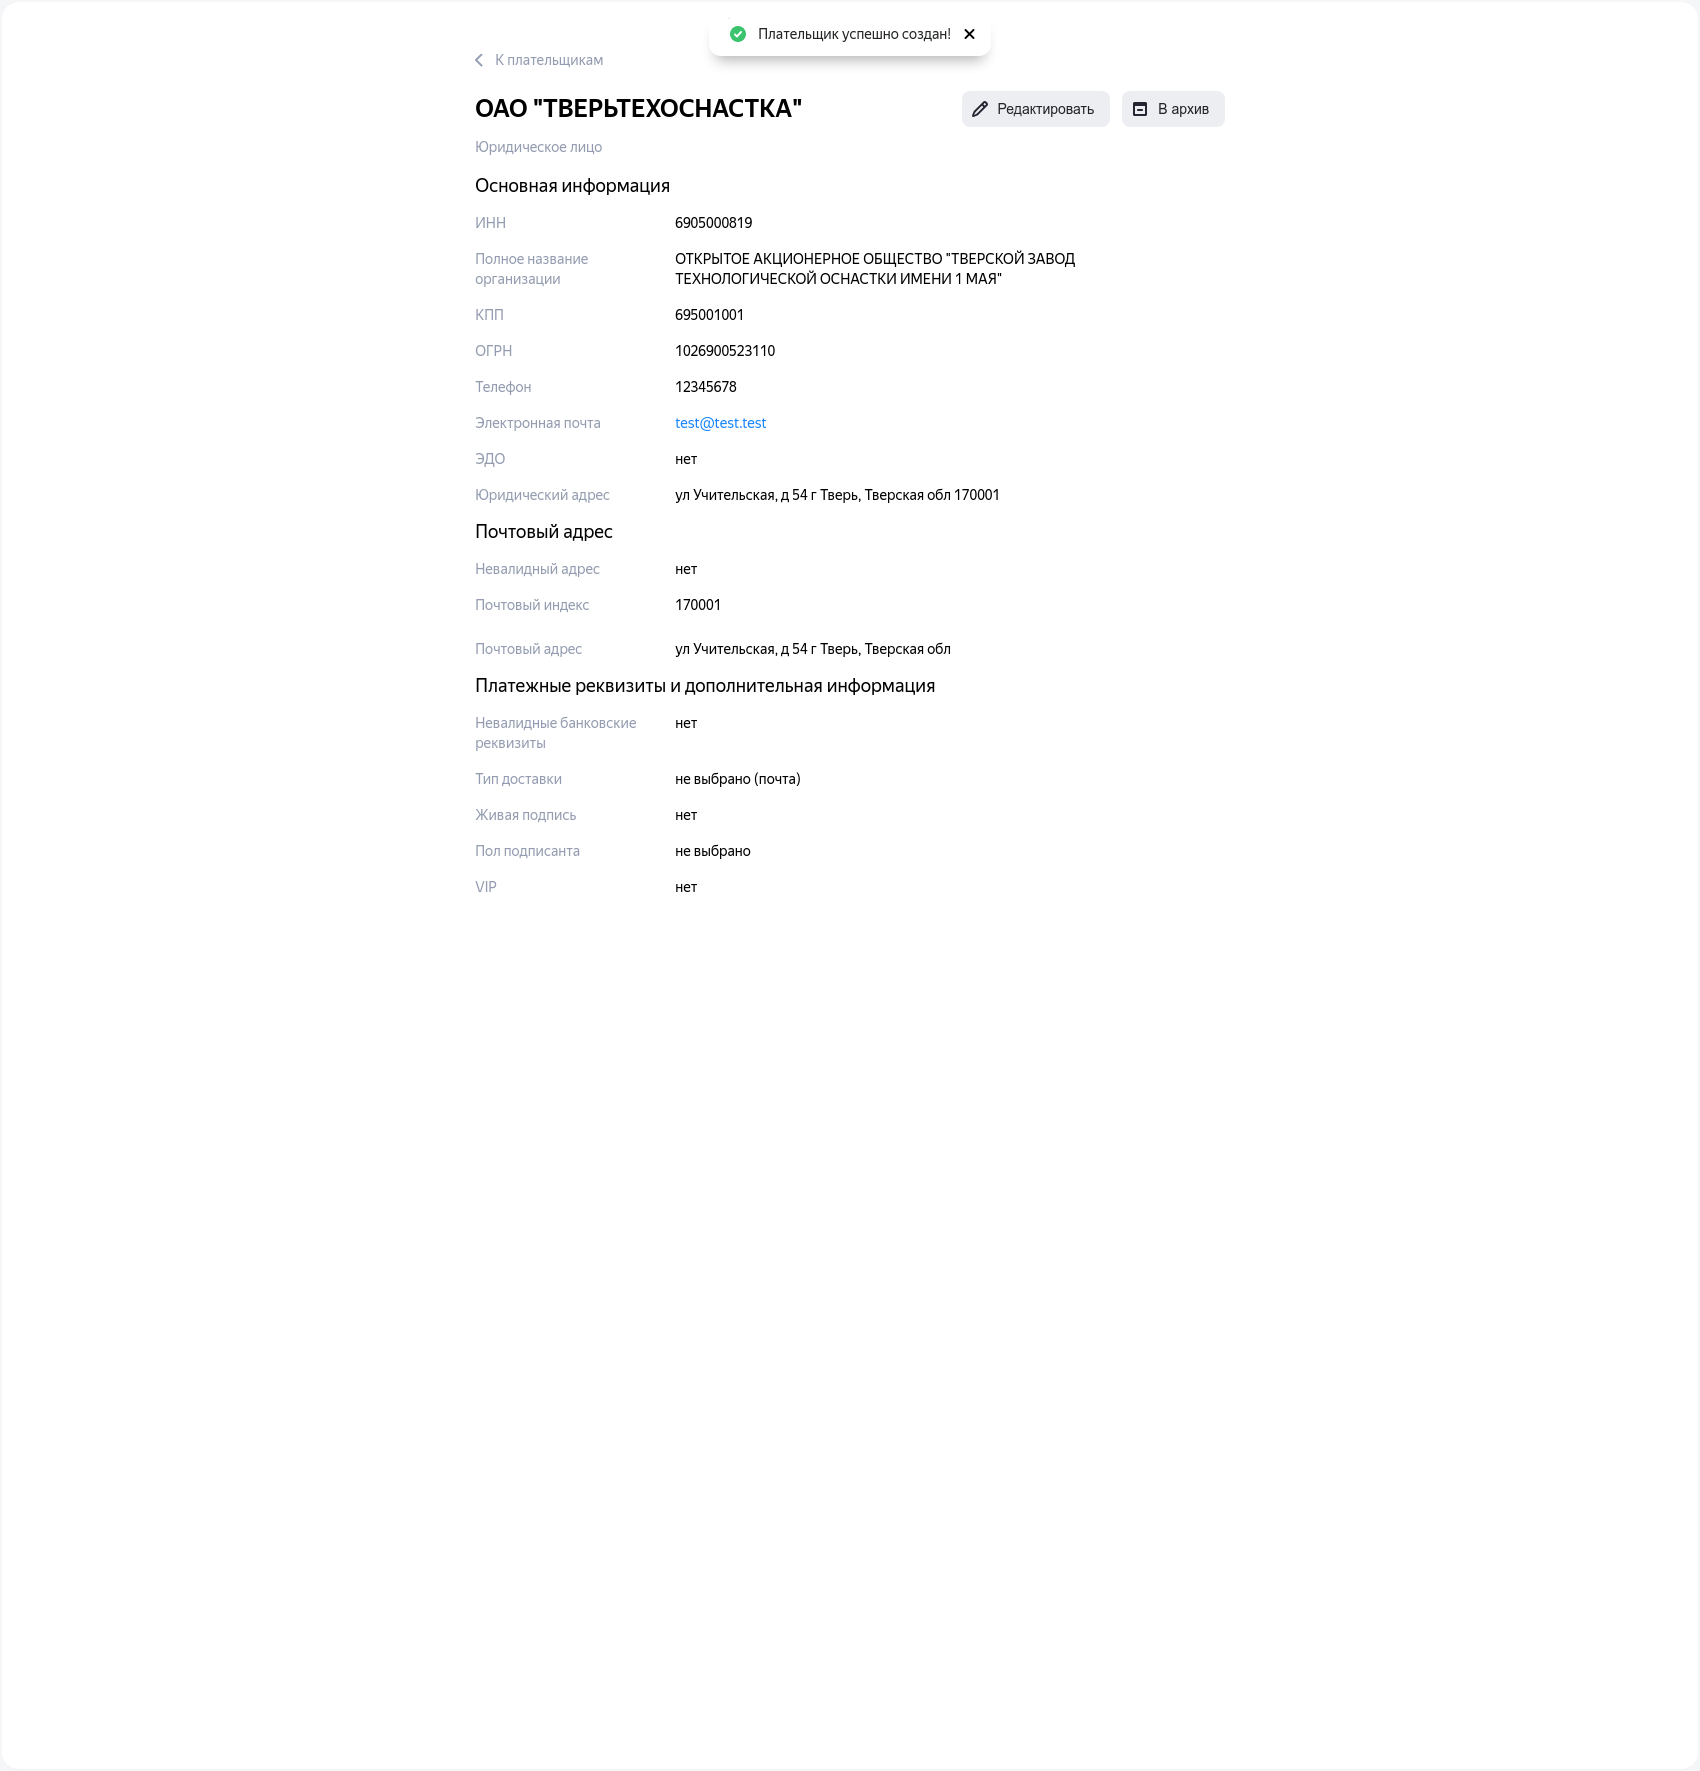 Плательщик успешно создан!
К плательщикам
ОАО "ТВЕРЬТЕХОСНАСТКА"
Редактировать
В архив
Юридическое лицо
Основная информация
ИНН 6905000819
Полное название ОТКРЫТОЕ АКЦИОНЕРНОЕ ОБЩЕСТВО "ТВЕРСКОЙ ЗАВОД
организации ТЕХНОЛОГИЧЕСКОЙ ОСНАСТКИ ИМЕНИ 1 МАЯ"
КПП 695001001
ОГРН 1026900523110
Телефон 12345678
Электронная почта test@test.test
ЭДО нет
Юридический адрес ул Учительская, д 54 г Тверь, Тверская обл 170001
Почтовый адрес
Невалидный адрес нет
Почтовый индекс 170001
Почтовый адрес ул Учительская, д 54 г Тверь, Тверская обл
Платежные реквизиты и дополнительная информация
Невалидные банковские нет
реквизиты
Тип доставки не выбрано (почта)
Живая подпись нет
Пол подписанта не выбрано
VIP нет